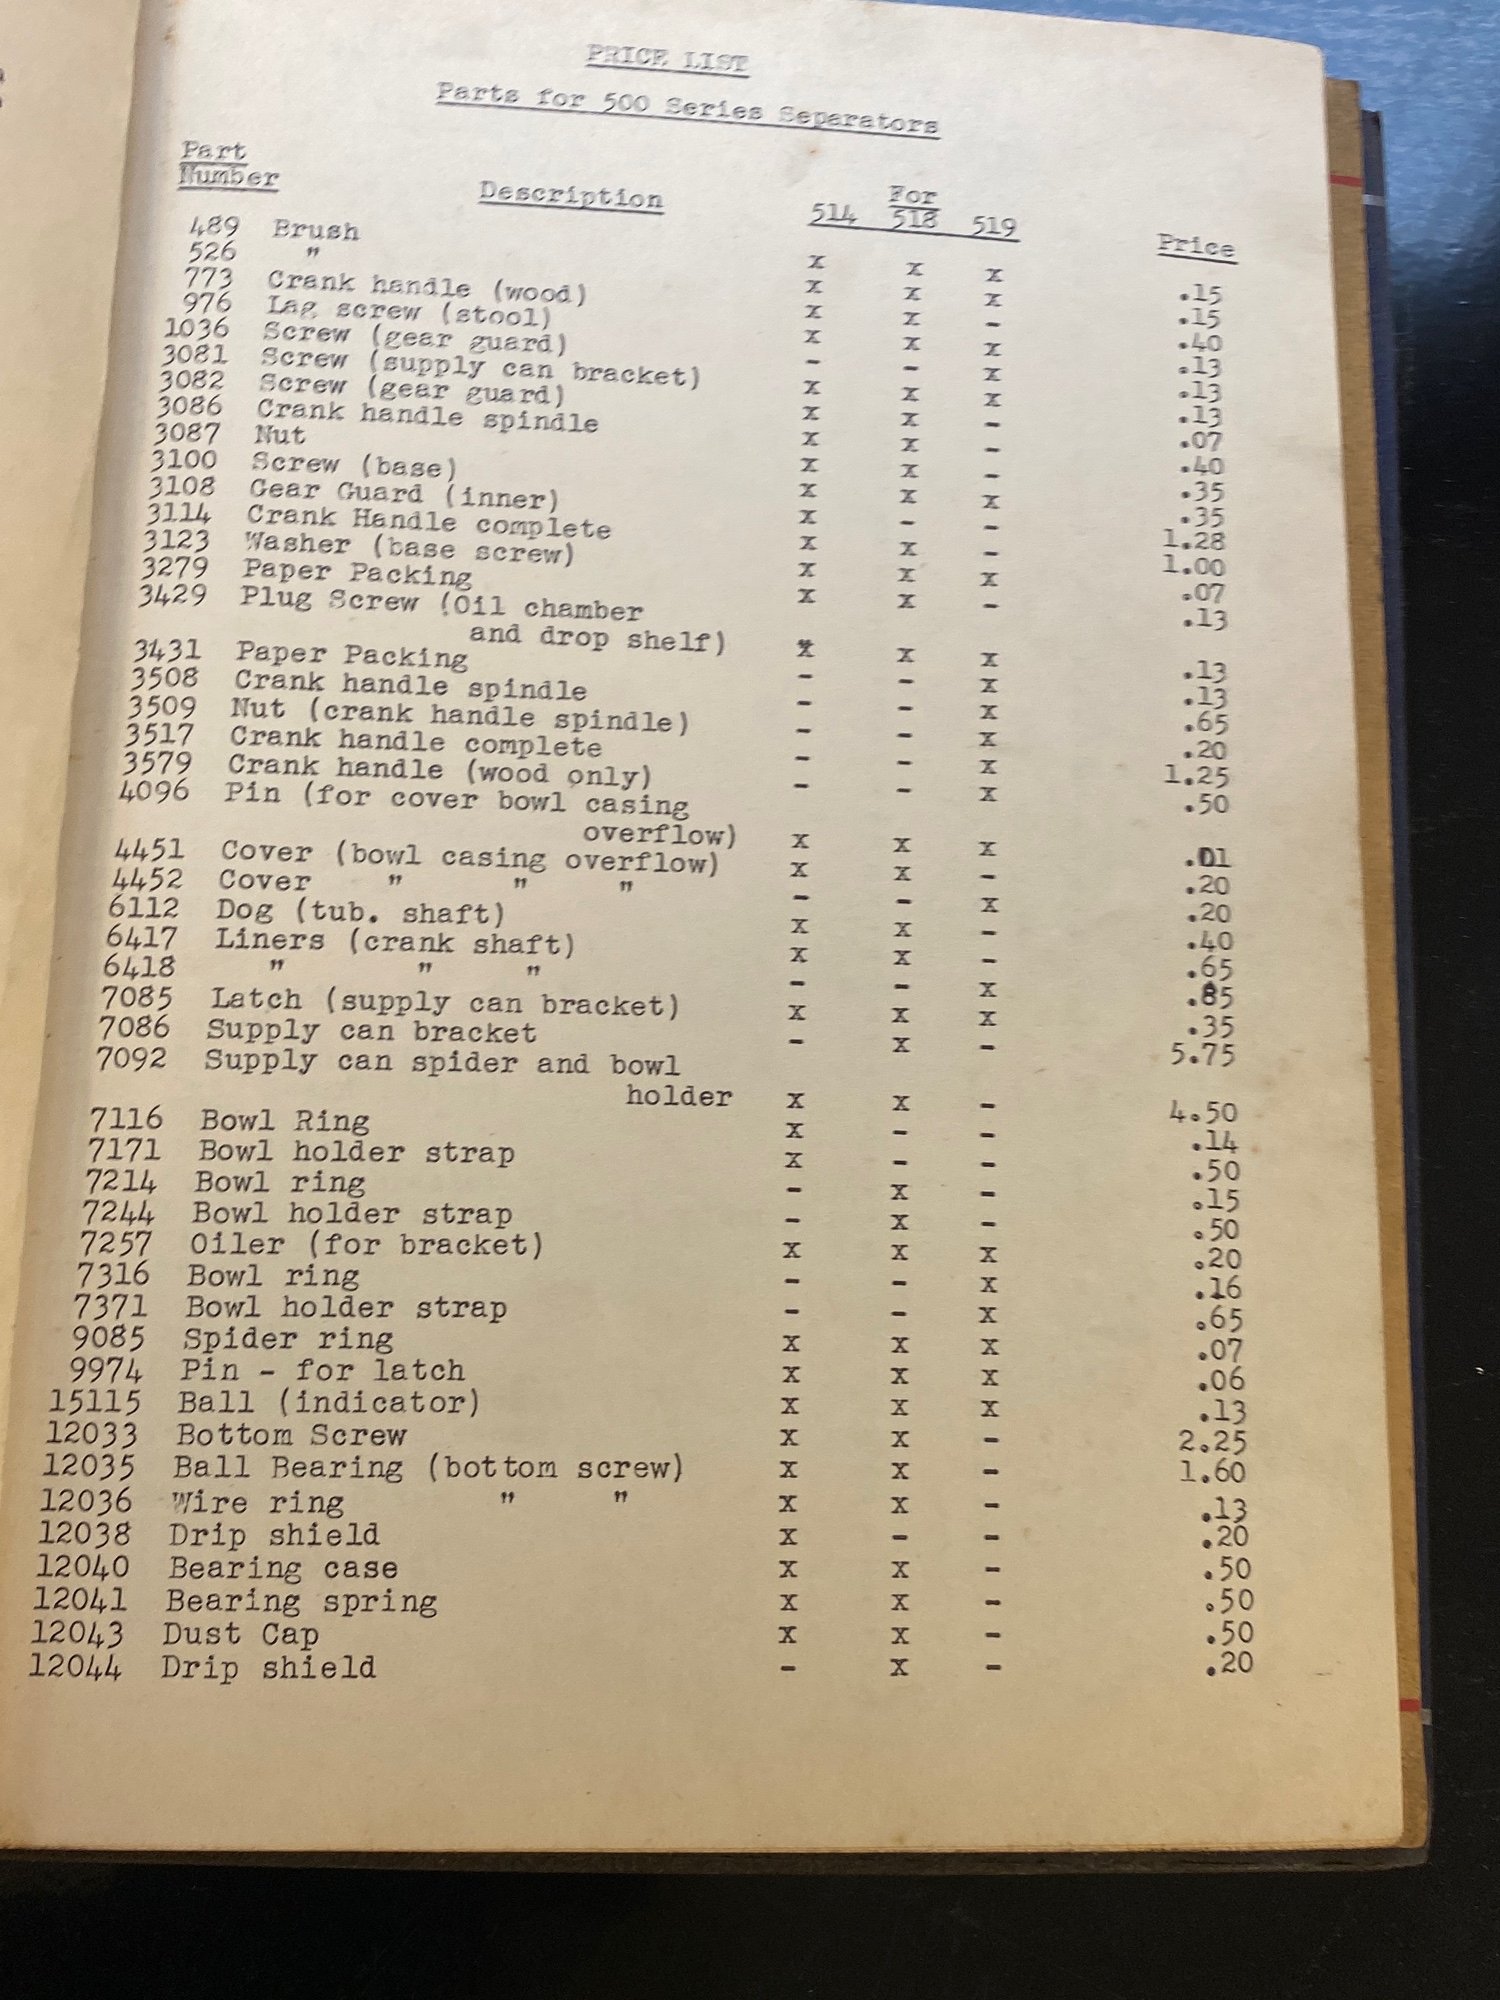 PRICE LIST
Parts for 500 Series Separators
Part
Number Description For
514 518 519 Price
489 Brush x x x .15
526 " x x x .15
773 Crank handle (wood) x x - .40
976 Lag screw (stool) x x x .13
1036 Screw (gear guard) - - x .13
3081 Screw (supply can bracket) x x x .13
3082 Screw (gear guard) x x - .07
3086 Crank handle spindle x x - .40
3087 Nut x x - .35
3100 Screw (base) x x x .35
3108 Gear Guard (inner) x - - 1.28
3114 Crank Handle complete x x - 1.00
3123 Washer (base screw) x x x .07
3279 Paper Packing x x - .13
3429 Plug Screw (Oil chamber
and drop shelf) x x x .13
3431 Paper Packing - - x .13
3508 Crank handle spindle - - x .65
3509 Nut (crank handle spindle) - - x .20
3517 Crank handle complete - - x 1.25
3579 Crank handle (wood only) - - x .50
4096 Pin (for cover bowl casing
overflow) x x x .01
4451 Cover (bowl casing overflow) x x - .20
4452 Cover " " " - - x .20
6112 Dog (tub. shaft) x x - .40
6417 Liners (crank shaft) x x - .65
6418 " " " - - x .85
7085 Latch (supply can bracket) x x x .35
7086 Supply can bracket - x - 5.75
7092 Supply can spider and bowl
holder x x - 4.50
7116 Bowl Ring x - - .14
7171 Bowl holder strap x - - .50
7214 Bowl ring - x - .15
7244 Bowl holder strap - x - .50
7257 Oiler (for bracket) x x x .20
7316 Bowl ring - - x .16
7371 Bowl holder strap - - x .65
9085 Spider ring x x x .07
9974 Pin - for latch x x x .06
15115 Ball (indicator) x x x .13
12033 Bottom Screw x x - 2.25
12035 Ball Bearing (bottom screw) x x - 1.60
12036 Wire ring " " x x - .13
12038 Drip shield x - - .20
12040 Bearing case x x - .50
12041 Bearing spring x x - .50
12043 Dust Cap x x - .50
12044 Drip shield - x - .20